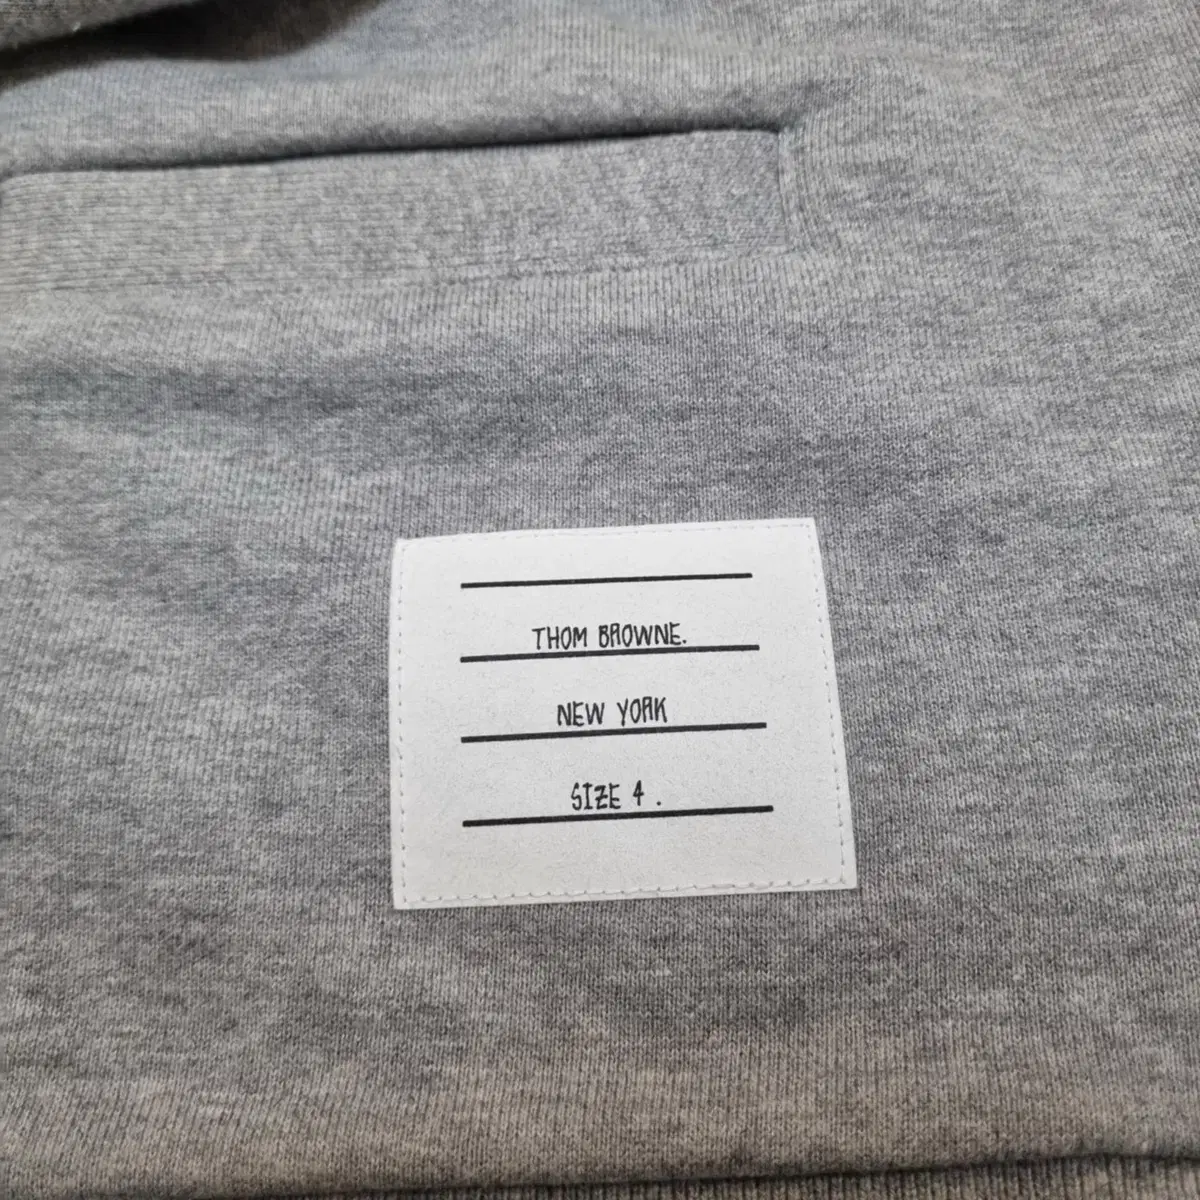 THOM BROWNE.
NEW YORK
SIZE 4 .